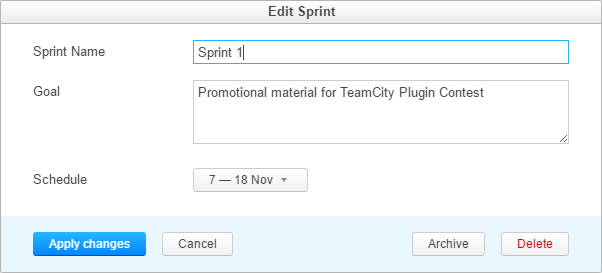 Edit Sprint
Sprint Name
Sprint 1
Goal
Promotional material for TeamCity Plugin Contest
Schedule
7 — 18 Nov
Apply changes
Cancel
Archive
Delete